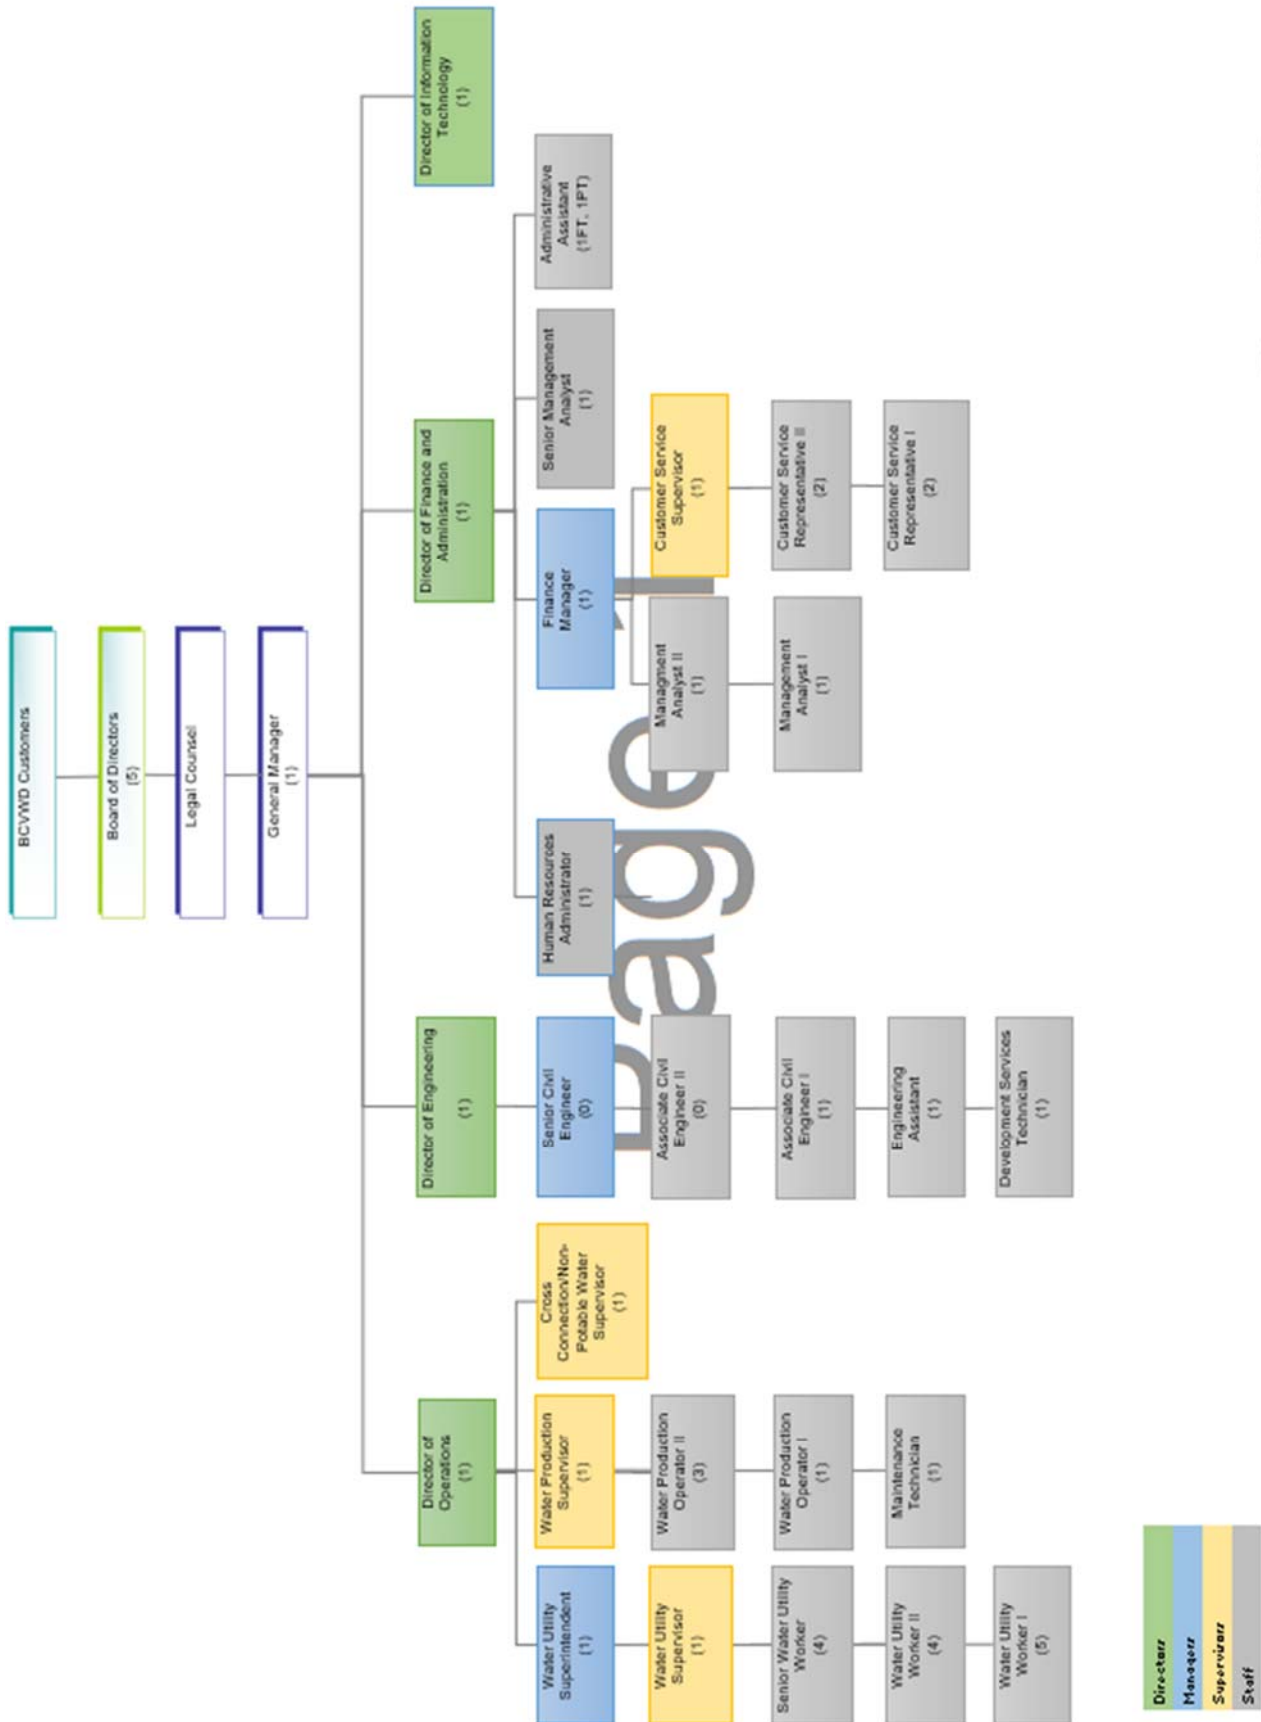 BCVWD Customers
Board of Directors
(5)
Legal Counsel
General Manager
(1)
Director of
Operations
(1)
Director of Engineering
(1)
Director of Finance and
Administration
(1)
Director of Information
Technology
(1)
Water Utility
Superintendent
(1)
Water Production
Supervisor
(1)
Cross
Connection/Non-
Potable Water
Supervisor
(1)
Senior Civil
Engineer
(0)
Human Resources
Administrator
(1)
Finance
Manager
(1)
Senior Management
Analyst
(1)
Administrative
Assistant
(1FT, 1PT)
Water Utility
Supervisor
(1)
Water Production
Operator II
(3)
Associate Civil
Engineer II
(0)
Managment
Analyst II
(1)
Customer Service
Supervisor
(1)
Senior Water Utility
Worker
(4)
Water Production
Operator I
(1)
Associate Civil
Engineer I
(1)
Management
Analyst I
(1)
Customer Service
Representative II
(2)
Water Utility
Worker II
(4)
Maintenance
Technician
(1)
Engineering
Assistant
(1)
Customer Service
Representative I
(2)
Water Utility
Worker I
(5)
Development Services
Technician
(1)
Page
Directors
Managers
Supervisors
Staff